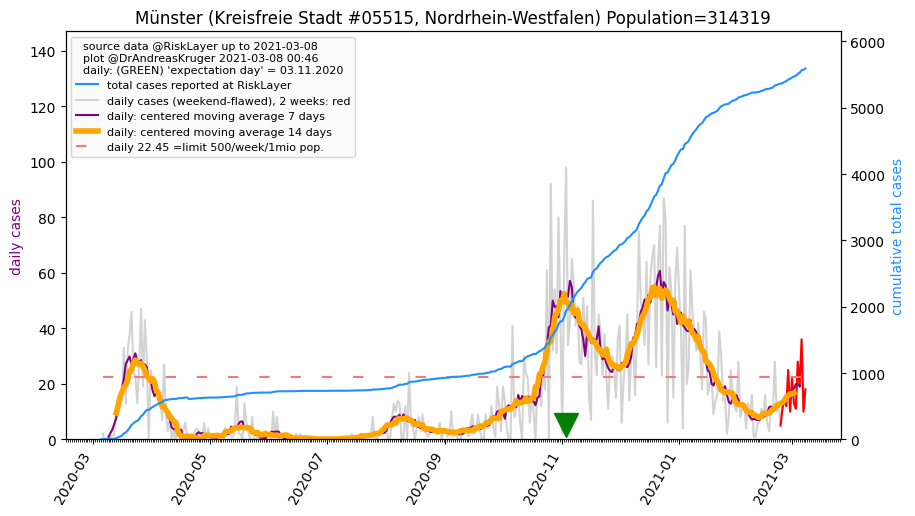 Münster (Kreisfreie Stadt #05515, Nordrhein-Westfalen) Population=314319
source data @RiskLayer up to 2021-03-08
plot @DrAndreasKruger 2021-03-08 00:46
daily: (GREEN) 'expectation day' = 03.11.2020
total cases reported at RiskLayer
daily cases (weekend-flawed), 2 weeks: red
daily: centered moving average 7 days
daily: centered moving average 14 days
daily 22.45 =limit 500/week/1mio pop.
daily cases
140
120
100
80
60
40
20
0
6000
5000
4000
3000
2000
1000
0
cumulative total cases
2020-03
2020-05
2020-07
2020-09
2020-11
2021-01
2021-03